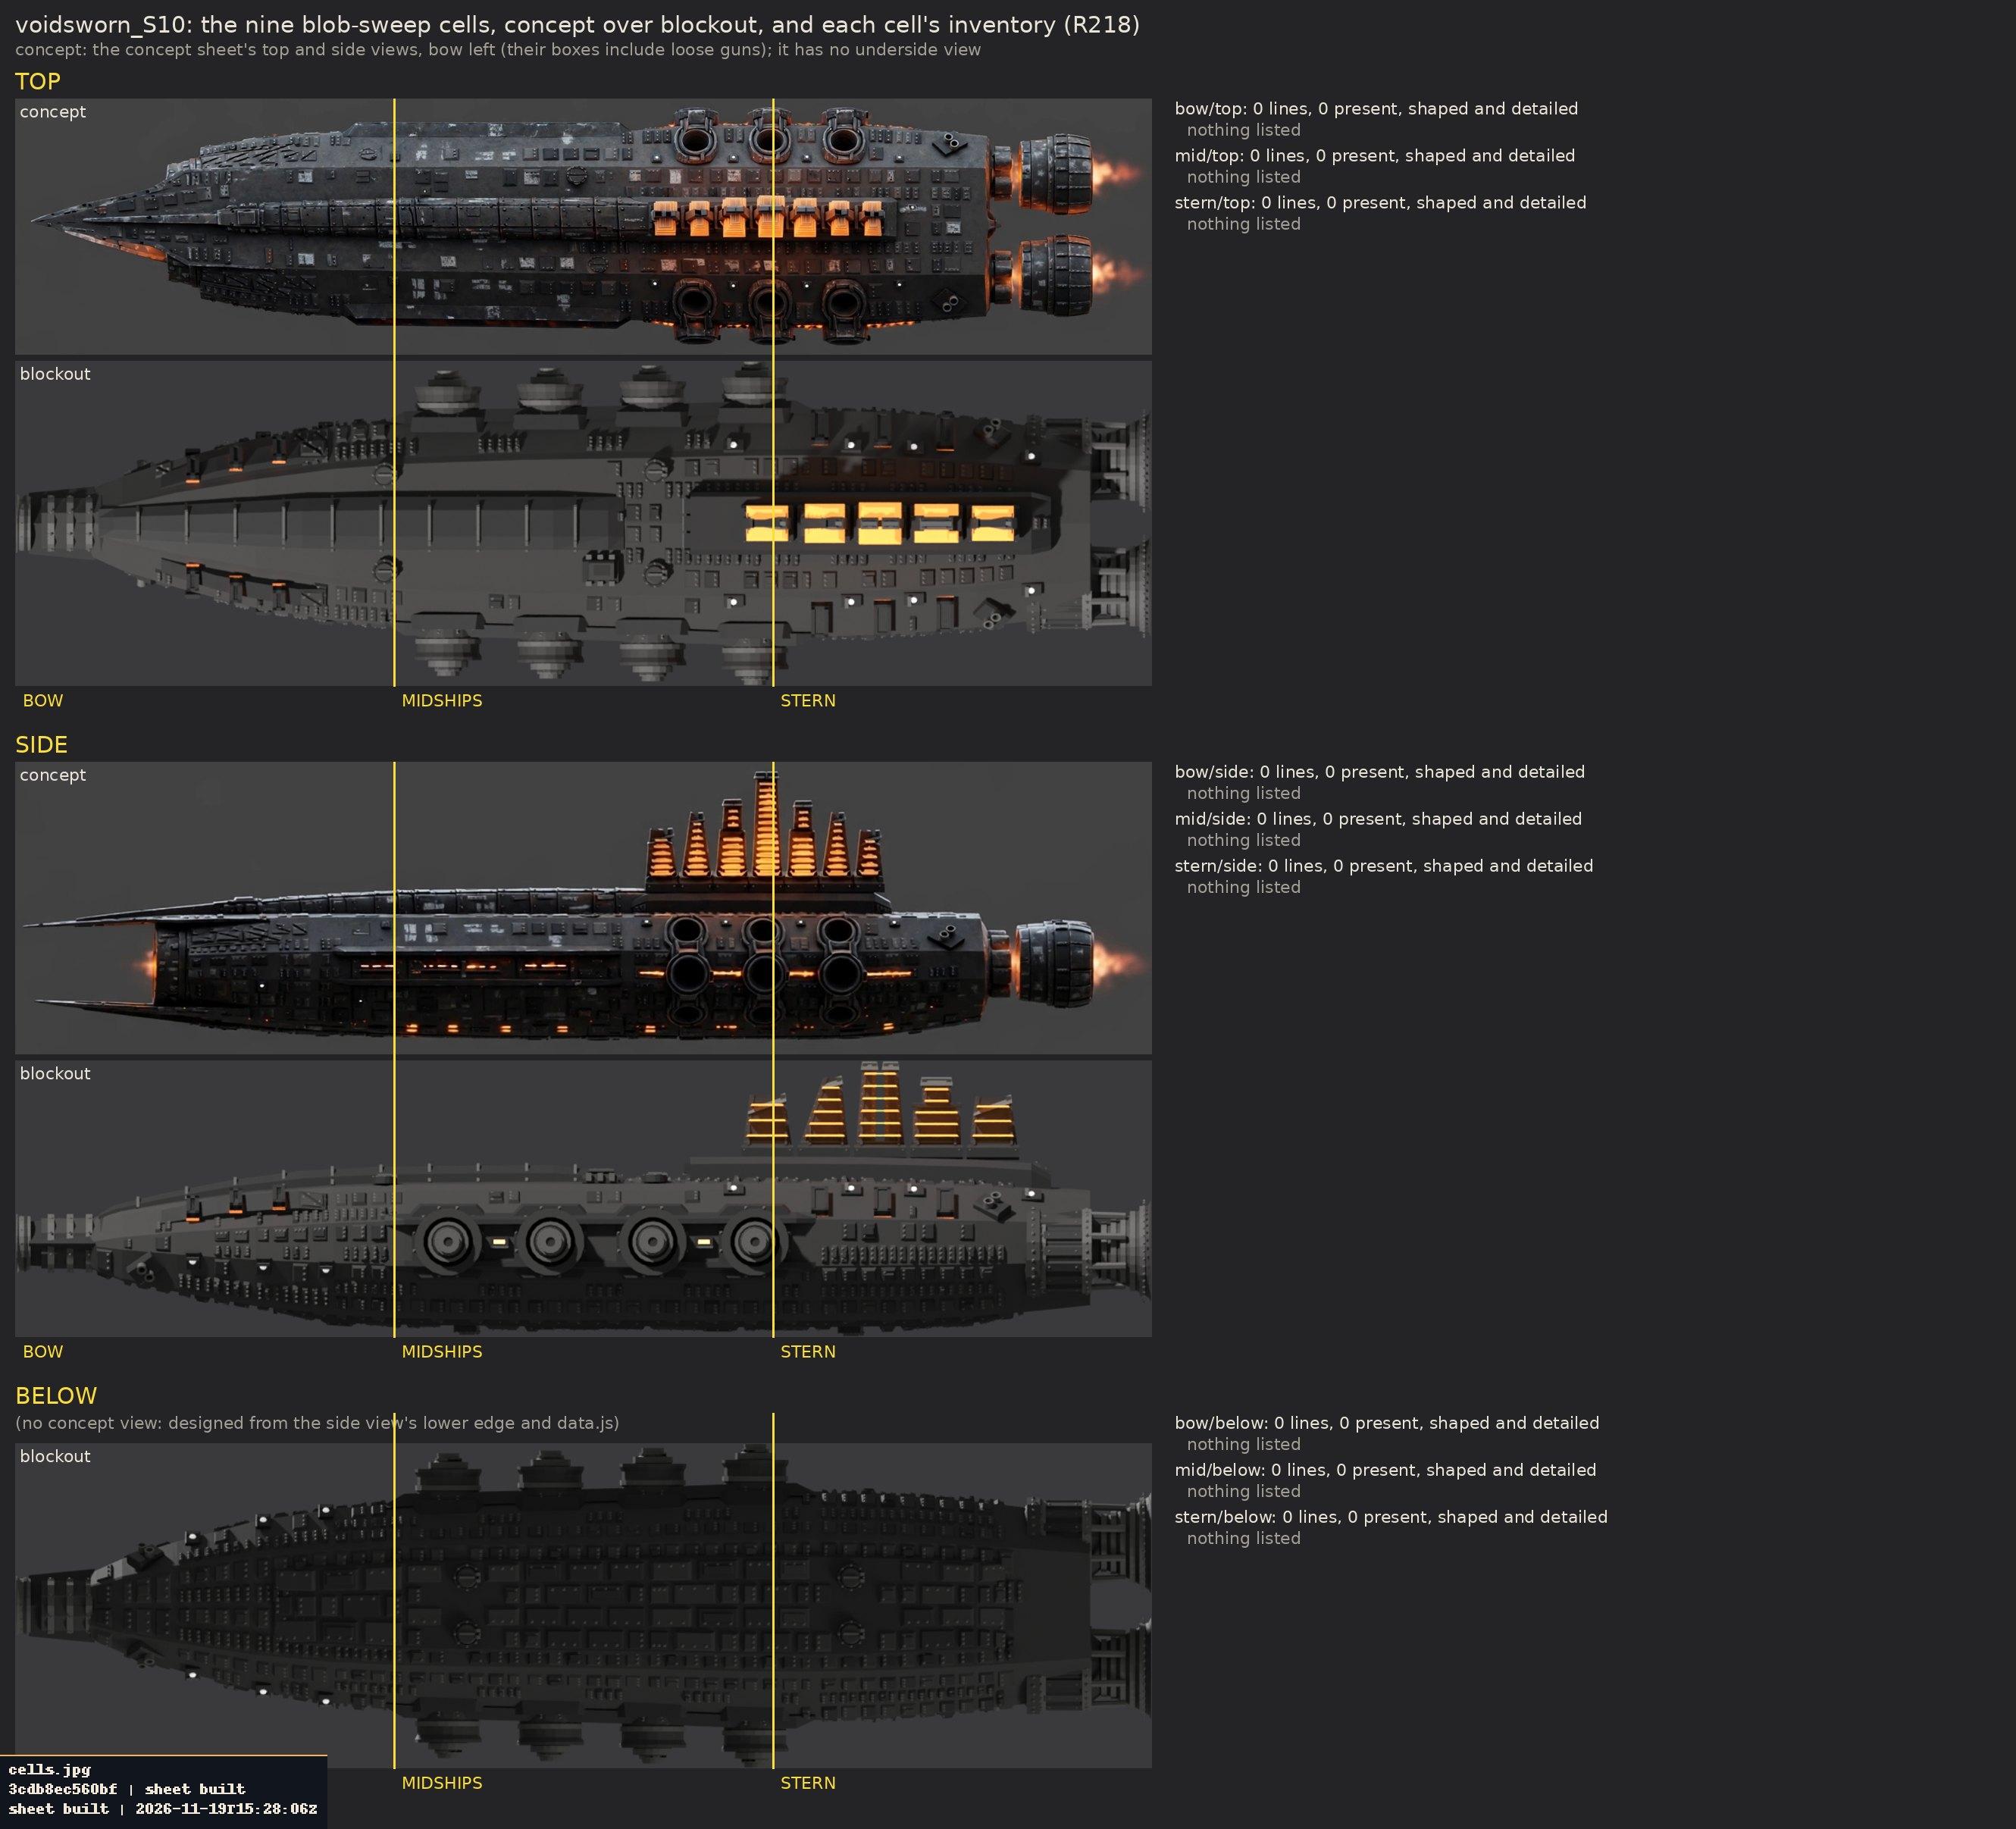 voidsworn_S10: the nine blob-sweep cells, concept over blockout, and each cell's inventory (R218)
concept: the concept sheet's top and side views, bow left (their boxes include loose guns); it has no underside view
TOP
concept
bow/top: 0 lines, 0 present, shaped and detailed
nothing listed
mid/top: 0 lines, 0 present, shaped and detailed
nothing listed
stern/top: 0 lines, 0 present, shaped and detailed
nothing listed
blockout
BOW
MIDSHIPS
STERN
SIDE
concept
bow/side: 0 lines, 0 present, shaped and detailed
nothing listed
mid/side: 0 lines, 0 present, shaped and detailed
nothing listed
stern/side: 0 lines, 0 present, shaped and detailed
nothing listed
blockout
BOW
MIDSHIPS
STERN
BELOW
(no concept view: designed from the side view's lower edge and data.js)
bow/below: 0 lines, 0 present, shaped and detailed
nothing listed
mid/below: 0 lines, 0 present, shaped and detailed
nothing listed
stern/below: 0 lines, 0 present, shaped and detailed
nothing listed
blockout
MIDSHIPS
STERN
cells.jpg
3cdb8ec560bf | sheet built
sheet built | 2026-11-19T15:28:06Z